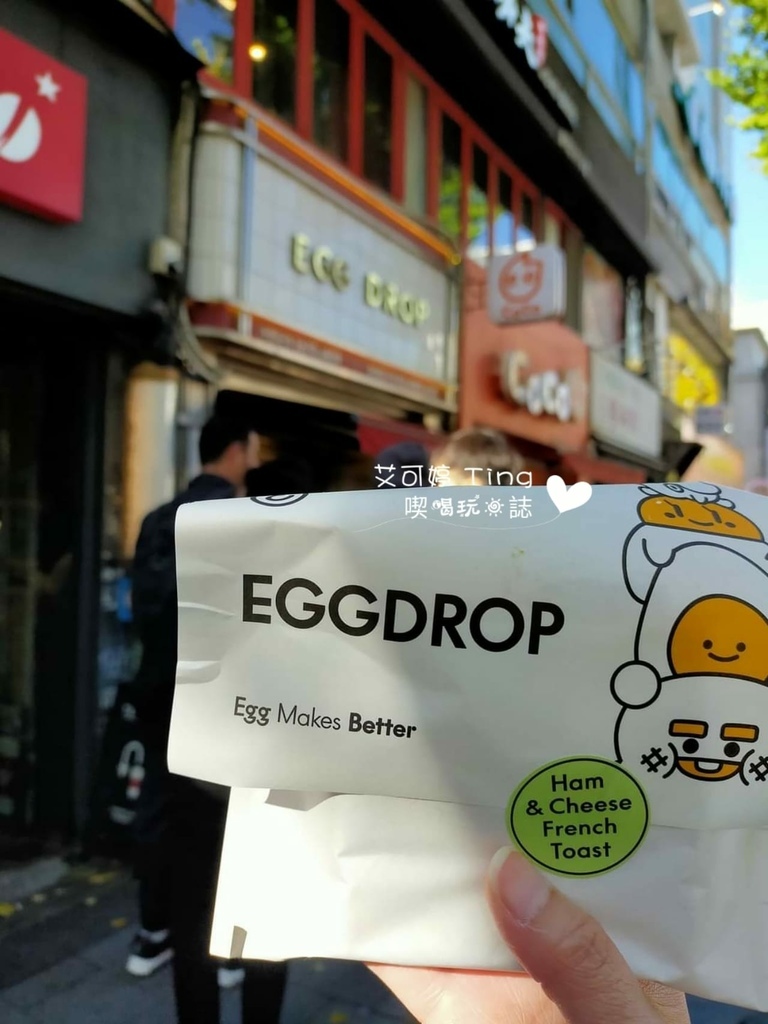 EGG DROP
Coco
艾可婷 Ting
喫喝玩樂誌
EGGDROP
Egg Makes Better
Ham
& Cheese
French
Toast